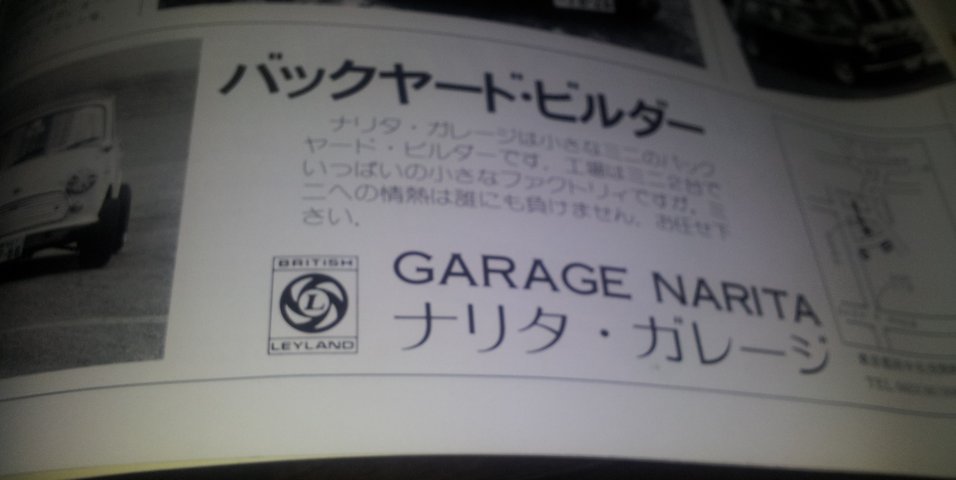 バックヤード・ビルダー
ナリタ・ガレージは小さなミニのバック
ヤード・ビルダーです。工場はミニ2台で
いっぱいの小さなファクトリィですが、ミ
ニへの情熱は誰にも負けません。お任せ下
さい。
BRITISH
L
LEYLAND
GARAGE NARITA
ナリタ・ガレージ
TEL